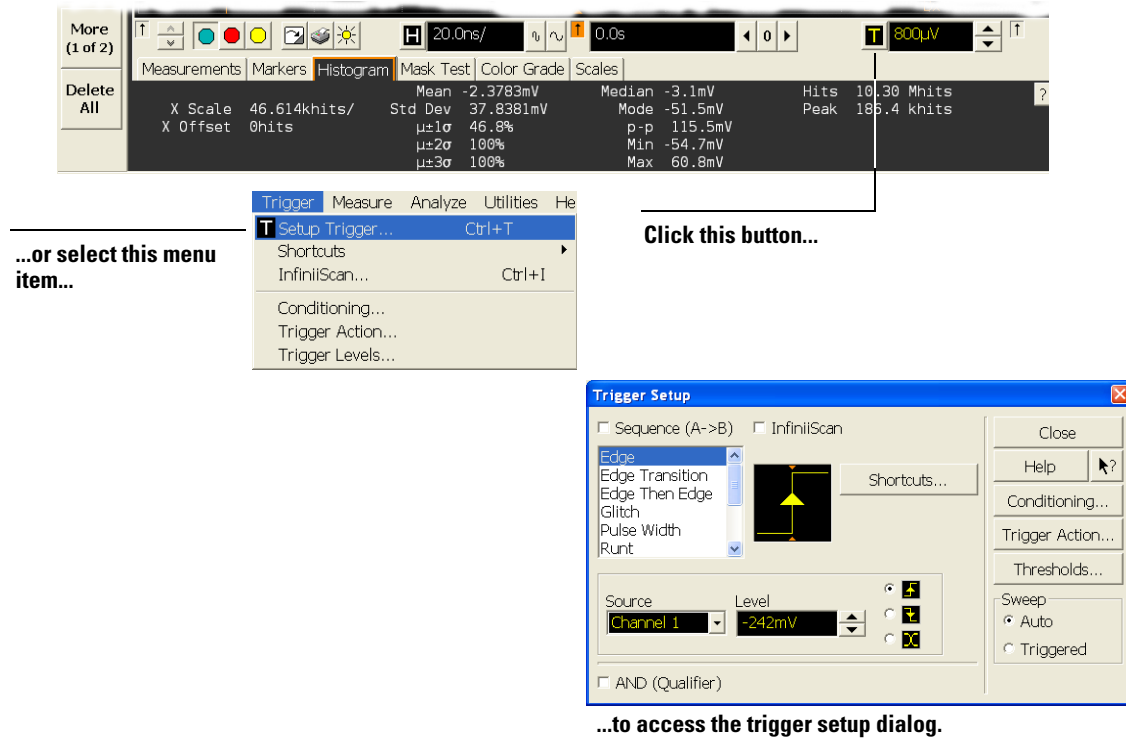 More
(1 of 2)
Delete
All
H 20.0ns/ 0.0s 0 T 800µV
Measurements Markers Histogram Mask Test Color Grade Scales
Mean -2.3783mV Median -3.1mV Hits 10.30 Mhits ?
X Scale 46.614khits/ Std Dev 37.8381mV Mode -51.5mV Peak 186.4 khits
X Offset 0hits µ±1σ 46.8% p-p 115.5mV
µ±2σ 100% Min -54.7mV
µ±3σ 100% Max 60.8mV
Trigger Measure Analyze Utilities He
T Setup Trigger... Ctrl+T
Shortcuts
InfiniiScan... Ctrl+I
Conditioning...
Trigger Action...
Trigger Levels...
...or select this menu
item...
Click this button...
Trigger Setup
Sequence (A->B) InfiniiScan
Edge
Edge Transition
Edge Then Edge
Glitch
Pulse Width
Runt
Shortcuts...
Close
Help ?
Conditioning...
Trigger Action...
Thresholds...
Sweep
Auto
Triggered
Source Level
Channel 1 -242mV
AND (Qualifier)
...to access the trigger setup dialog.